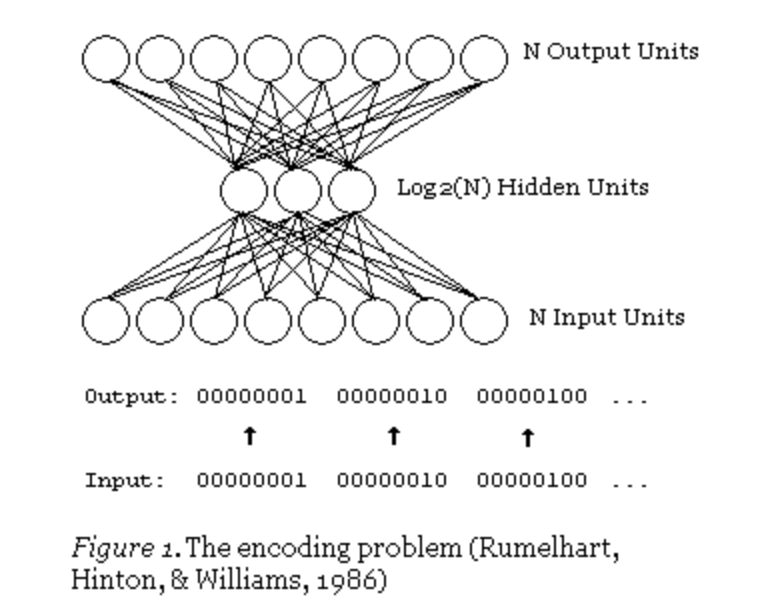 N Output Units
Log2(N) Hidden Units
N Input Units
Output: 00000001 00000010 00000100 ...
↑ ↑ ↑
Input: 00000001 00000010 00000100 ...
Figure 1. The encoding problem (Rumelhart,
Hinton, & Williams, 1986)